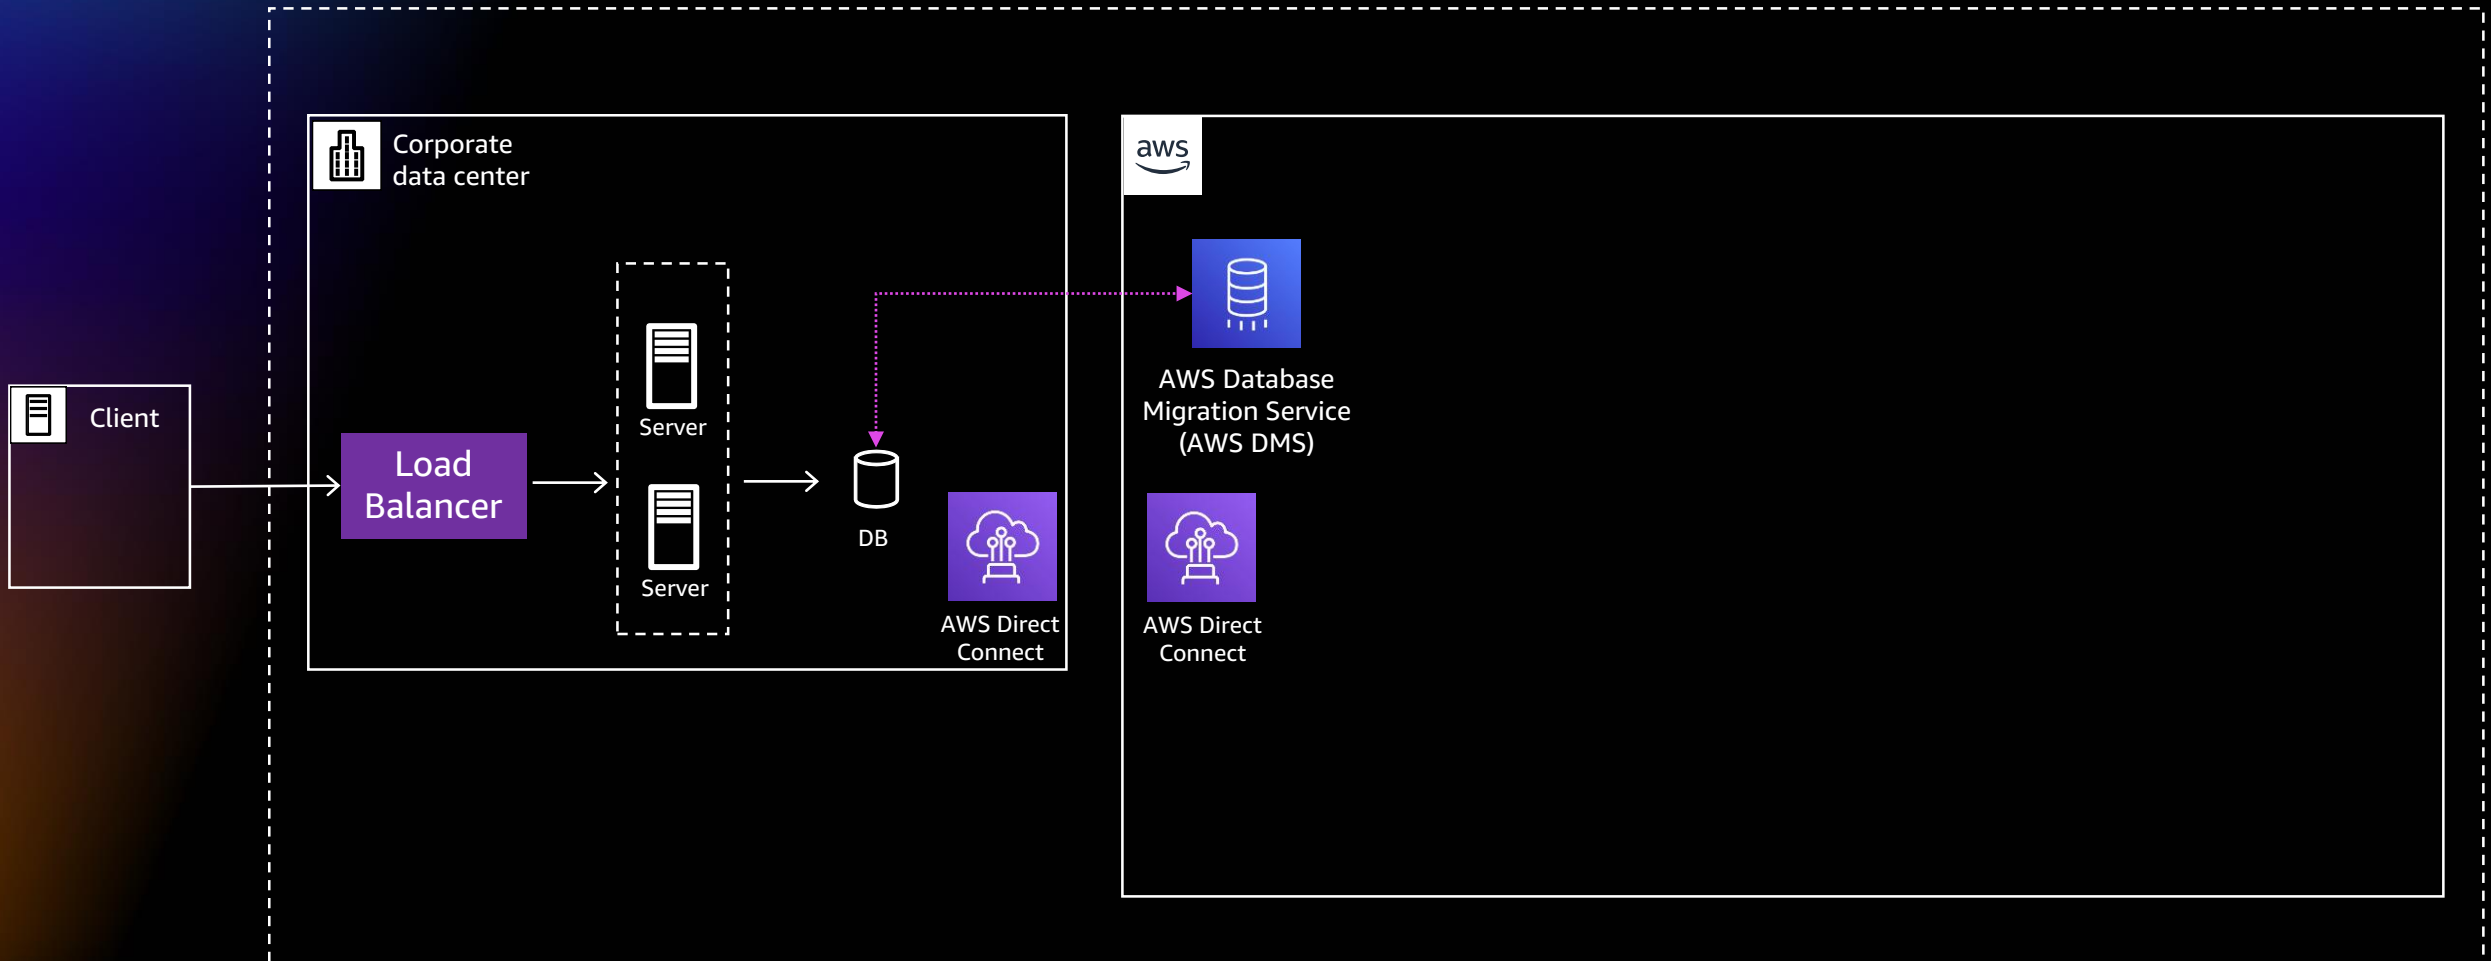 Corporate
data center
aws
Client
Load
Balancer
Server
Server
DB
AWS Direct
Connect
AWS Database
Migration Service
(AWS DMS)
AWS Direct
Connect